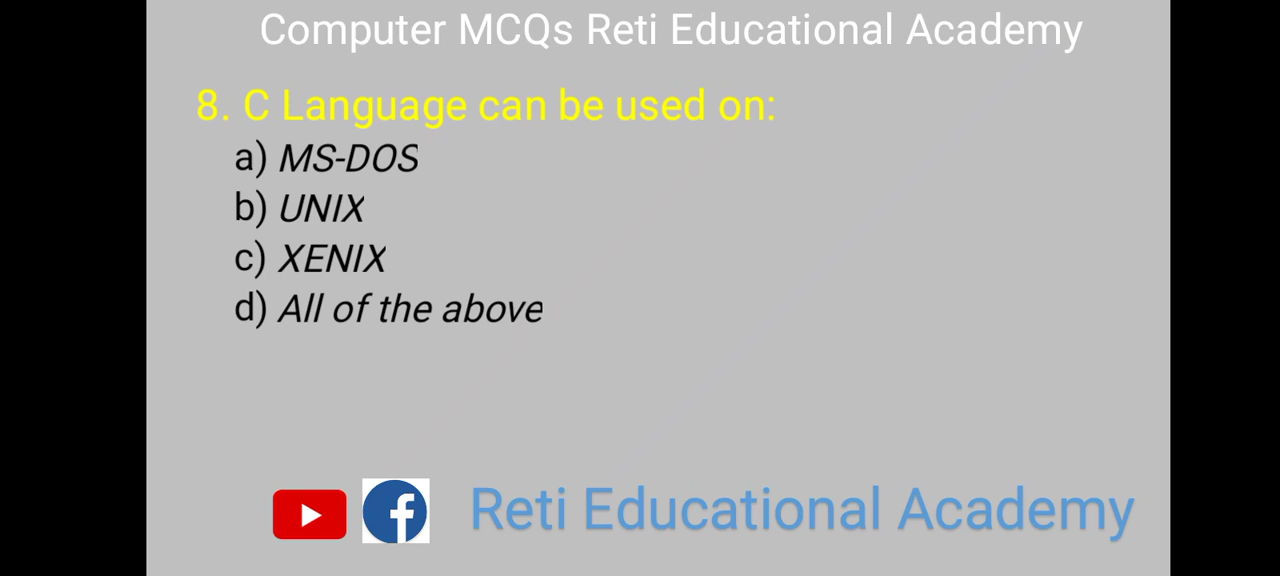 Computer MCQs Reti Educational Academy
8. C Language can be used on:
a) MS-DOS
b) UNIX
c) XENIX
d) All of the above
Reti Educational Academy